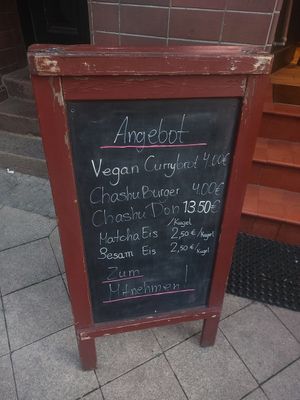 Angebot
Vegan Currybrot 4.00€
Chashu Burger 4.00€
Chashu Don 13.50€
Matcha Eis 2,50€ /Kugel
Sesam Eis 2,50€ /Kugel
Zum
Mitnehmen!